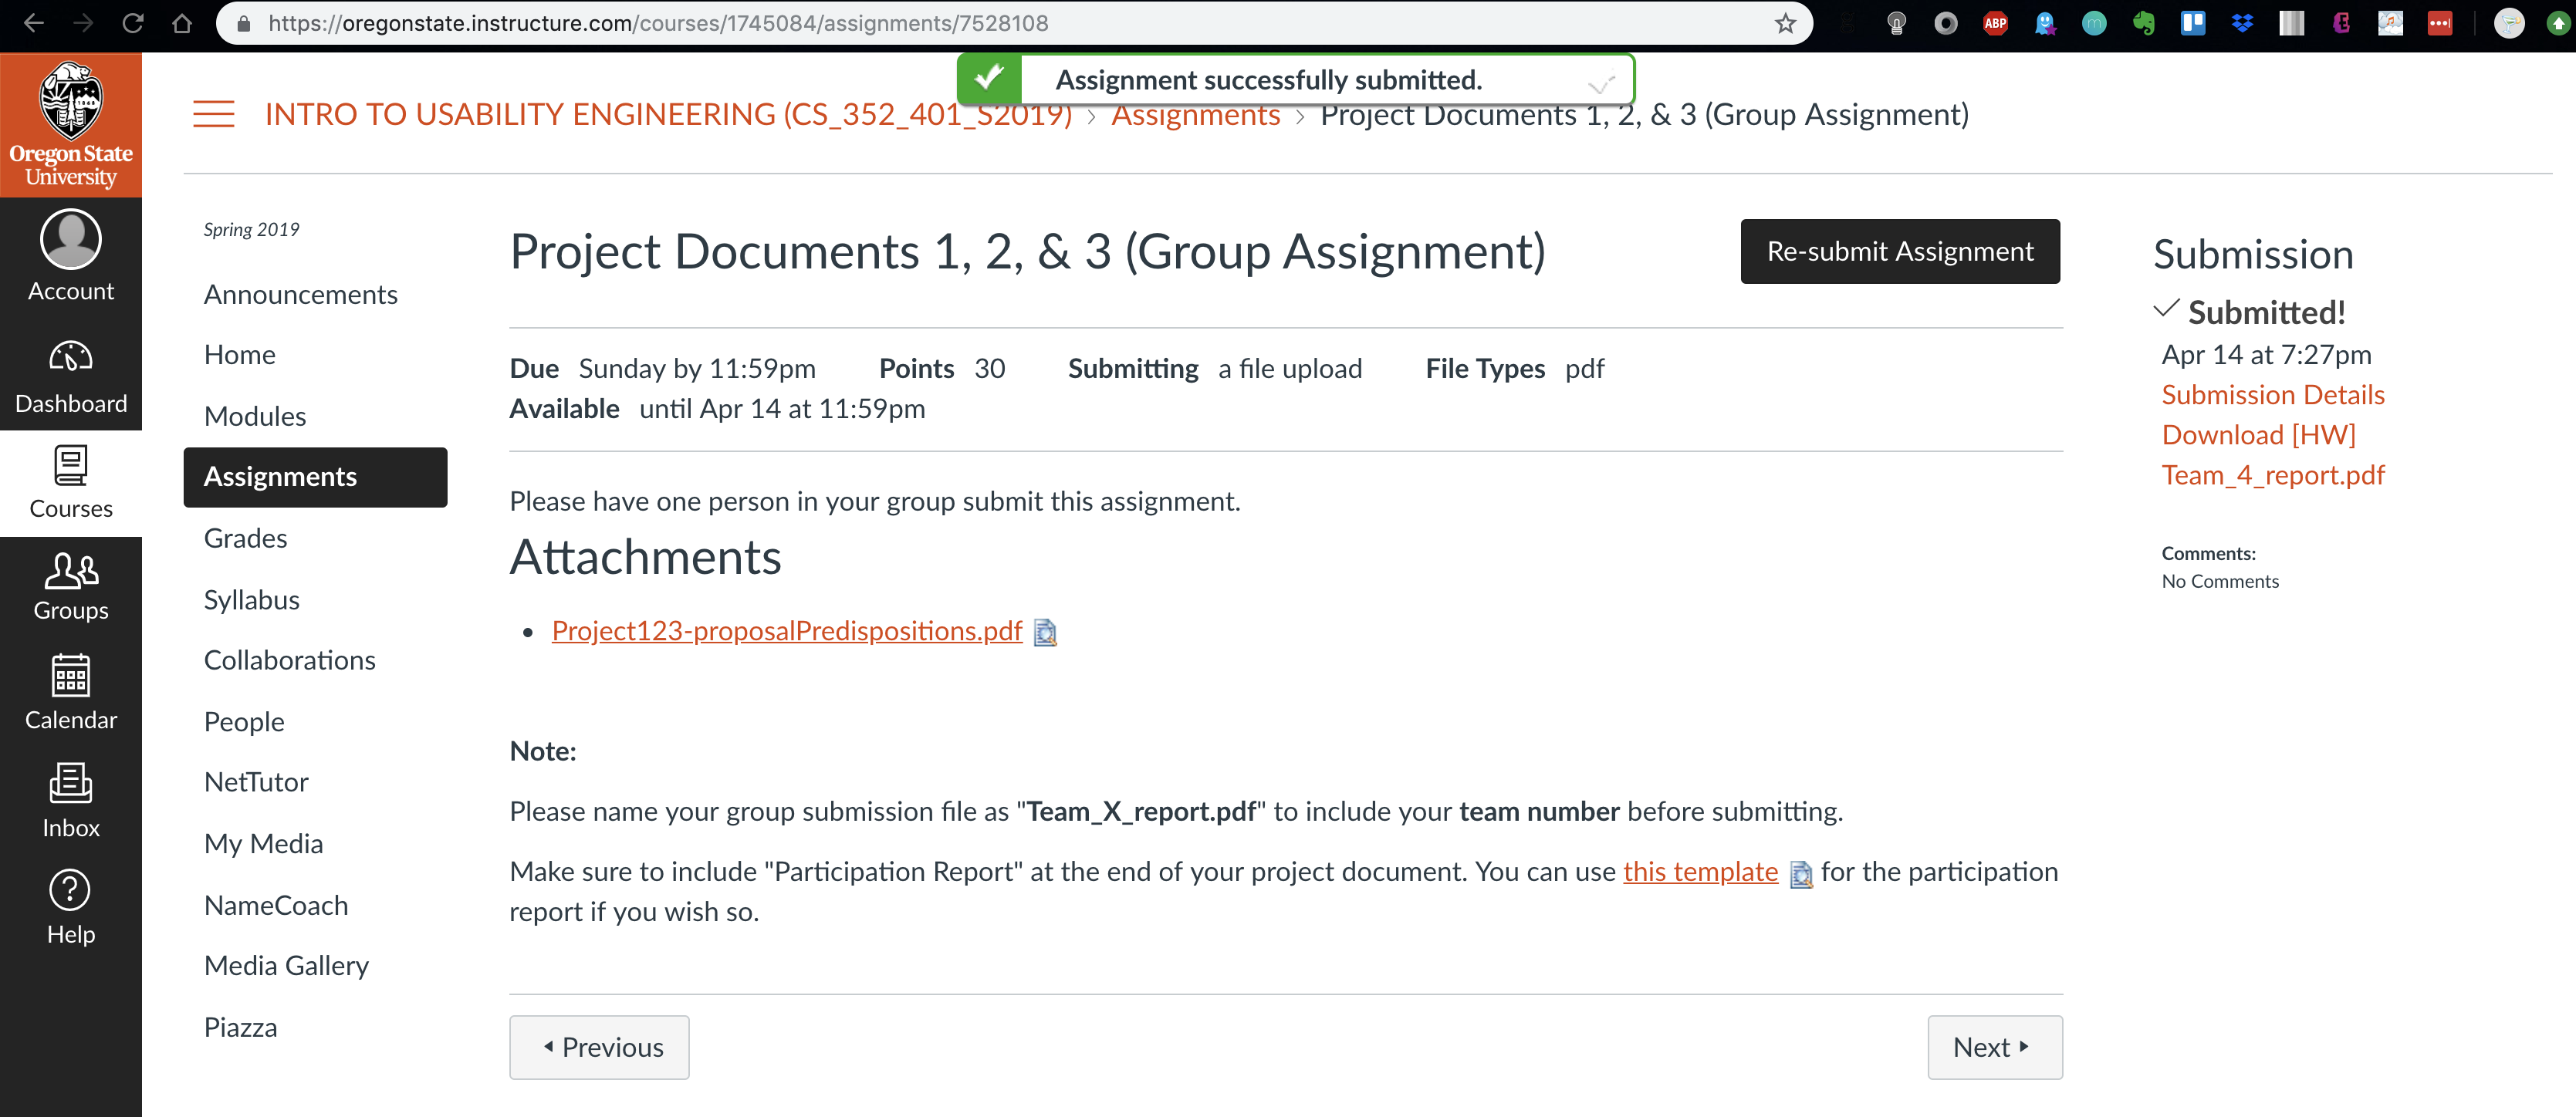 https://oregonstate.instructure.com/courses/1745084/assignments/7528108
ABP
Assignment successfully submitted.
INTRO TO USABILITY ENGINEERING (CS_352_401_S2019) › Assignments › Project Documents 1, 2, & 3 (Group Assignment)
Oregon State
University
Account
Dashboard
Courses
Groups
Calendar
Inbox
Help
Spring 2019
Announcements
Home
Modules
Assignments
Grades
Syllabus
Collaborations
People
NetTutor
My Media
NameCoach
Media Gallery
Piazza
Project Documents 1, 2, & 3 (Group Assignment)
Re-submit Assignment
Due Sunday by 11:59pm Points 30 Submitting a file upload File Types pdf
Available until Apr 14 at 11:59pm
Please have one person in your group submit this assignment.
Attachments
• Project123-proposalPredispositions.pdf
Note:
Please name your group submission file as "Team_X_report.pdf" to include your team number before submitting.
Make sure to include "Participation Report" at the end of your project document. You can use this template for the participation
report if you wish so.
Previous
Next
Submission
Submitted!
Apr 14 at 7:27pm
Submission Details
Download [HW]
Team_4_report.pdf
Comments:
No Comments